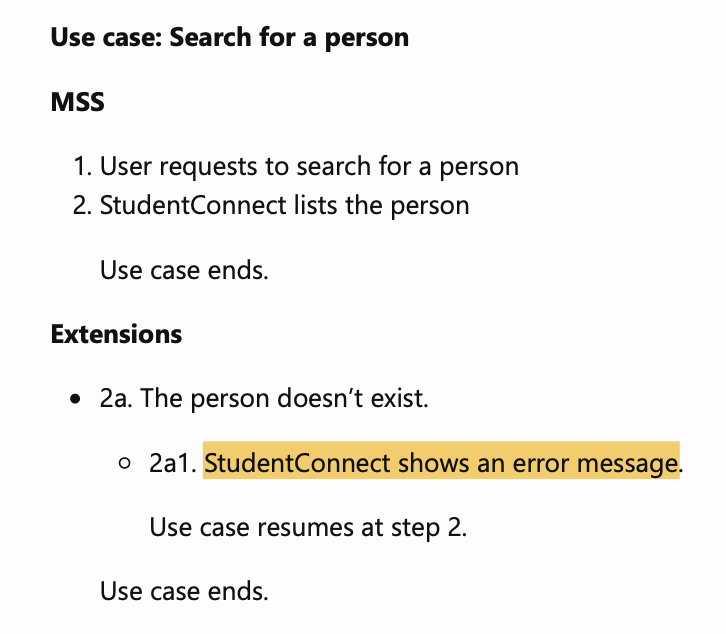 Use case: Search for a person
MSS
1. User requests to search for a person
2. StudentConnect lists the person
Use case ends.
Extensions
• 2a. The person doesn’t exist.
○ 2a1. StudentConnect shows an error message.
Use case resumes at step 2.
Use case ends.